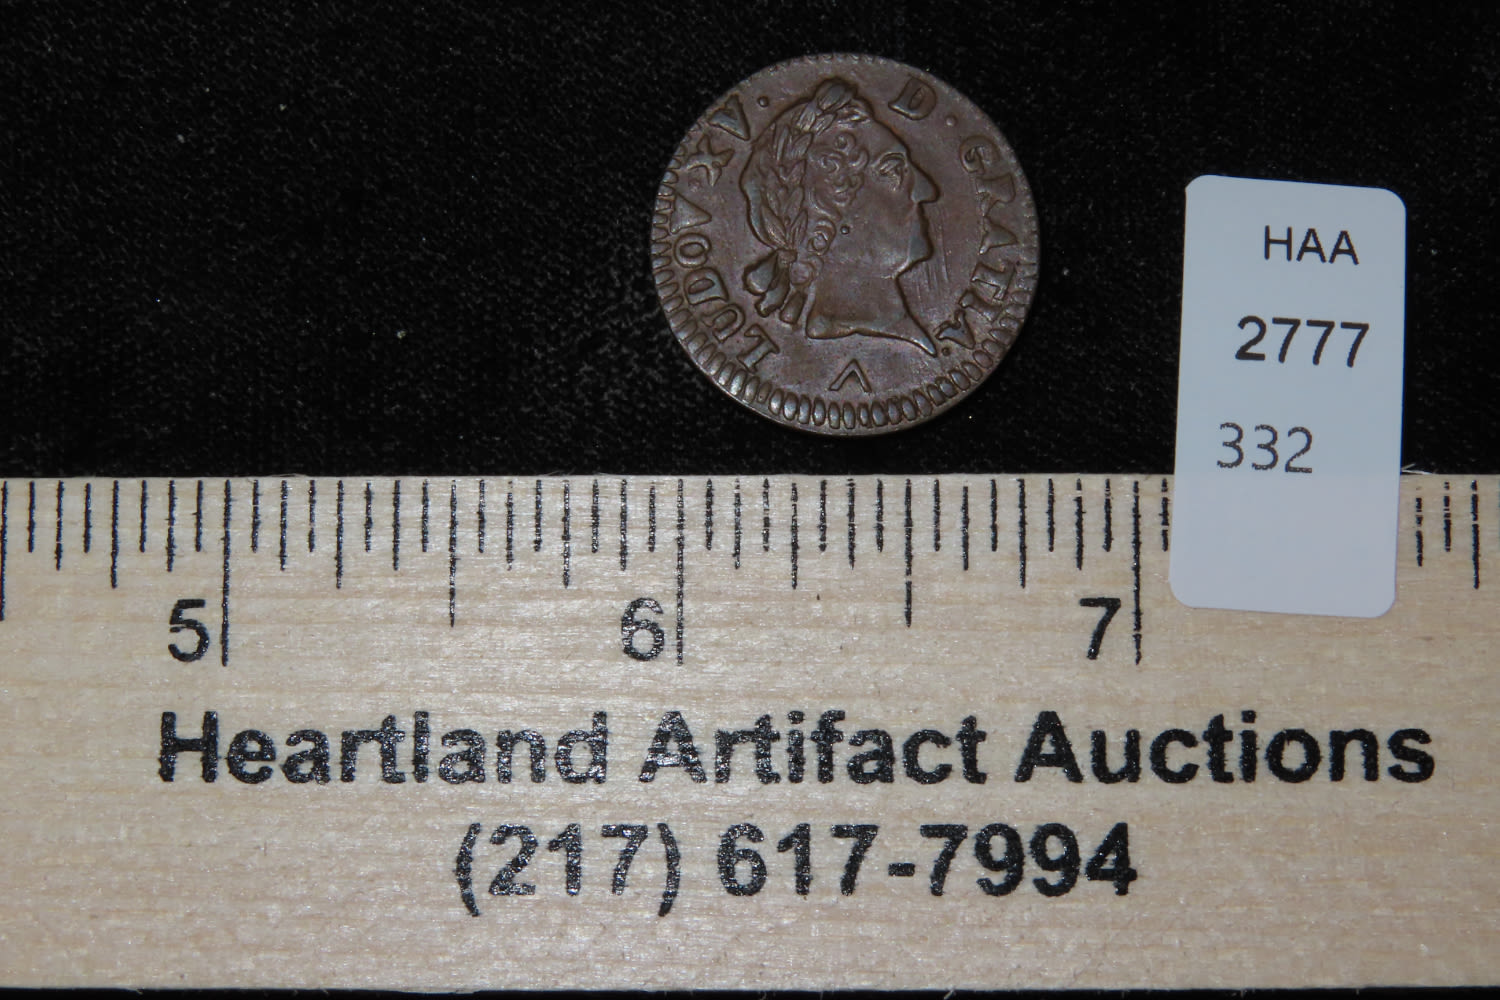 LUDOV·XV· D·GRATIA·
Λ
HAA
2777
332
5 6 7
Heartland Artifact Auctions
(217) 617-7994